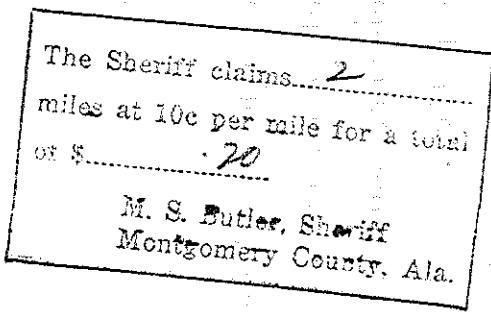 The Sheriff claims 2
miles at 10c per mile for a total
of $ .20
M. S. Butler, Sheriff
Montgomery County, Ala.